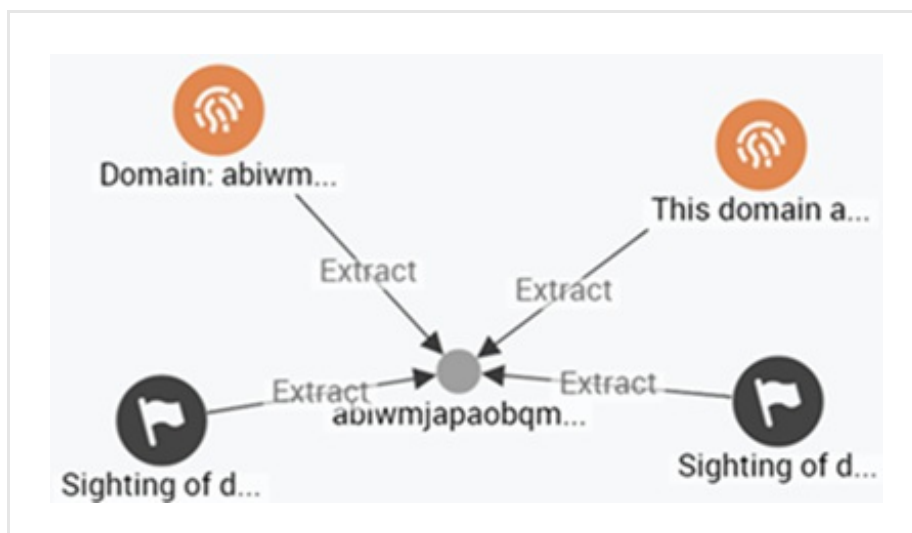 Domain: abiwm...
This domain a...
Extract
Extract
Extract
Extract
abiwmjapaobqm...
Sighting of d...
Sighting of d...